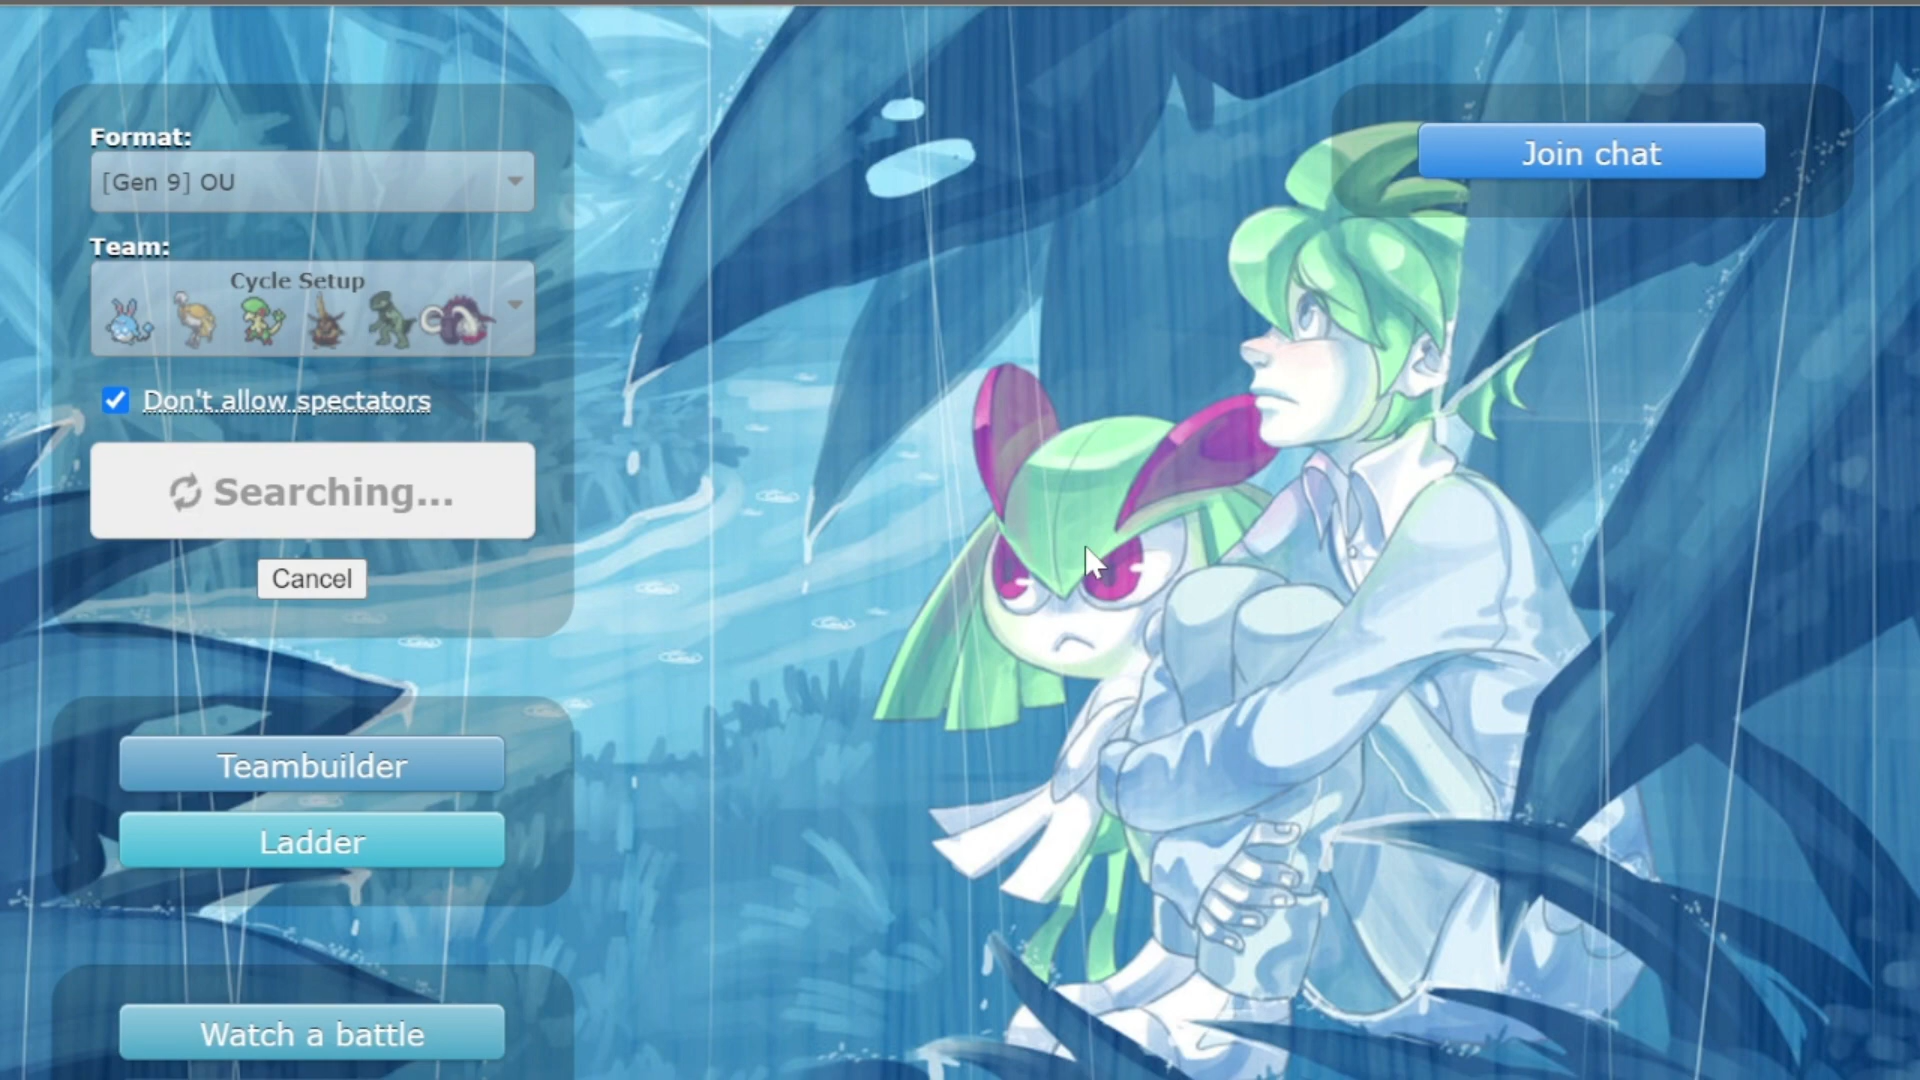 Format:
[Gen 9] OU
Team:
Cycle Setup
Don't allow spectators
Searching...
Cancel
Teambuilder
Ladder
Watch a battle
Join chat